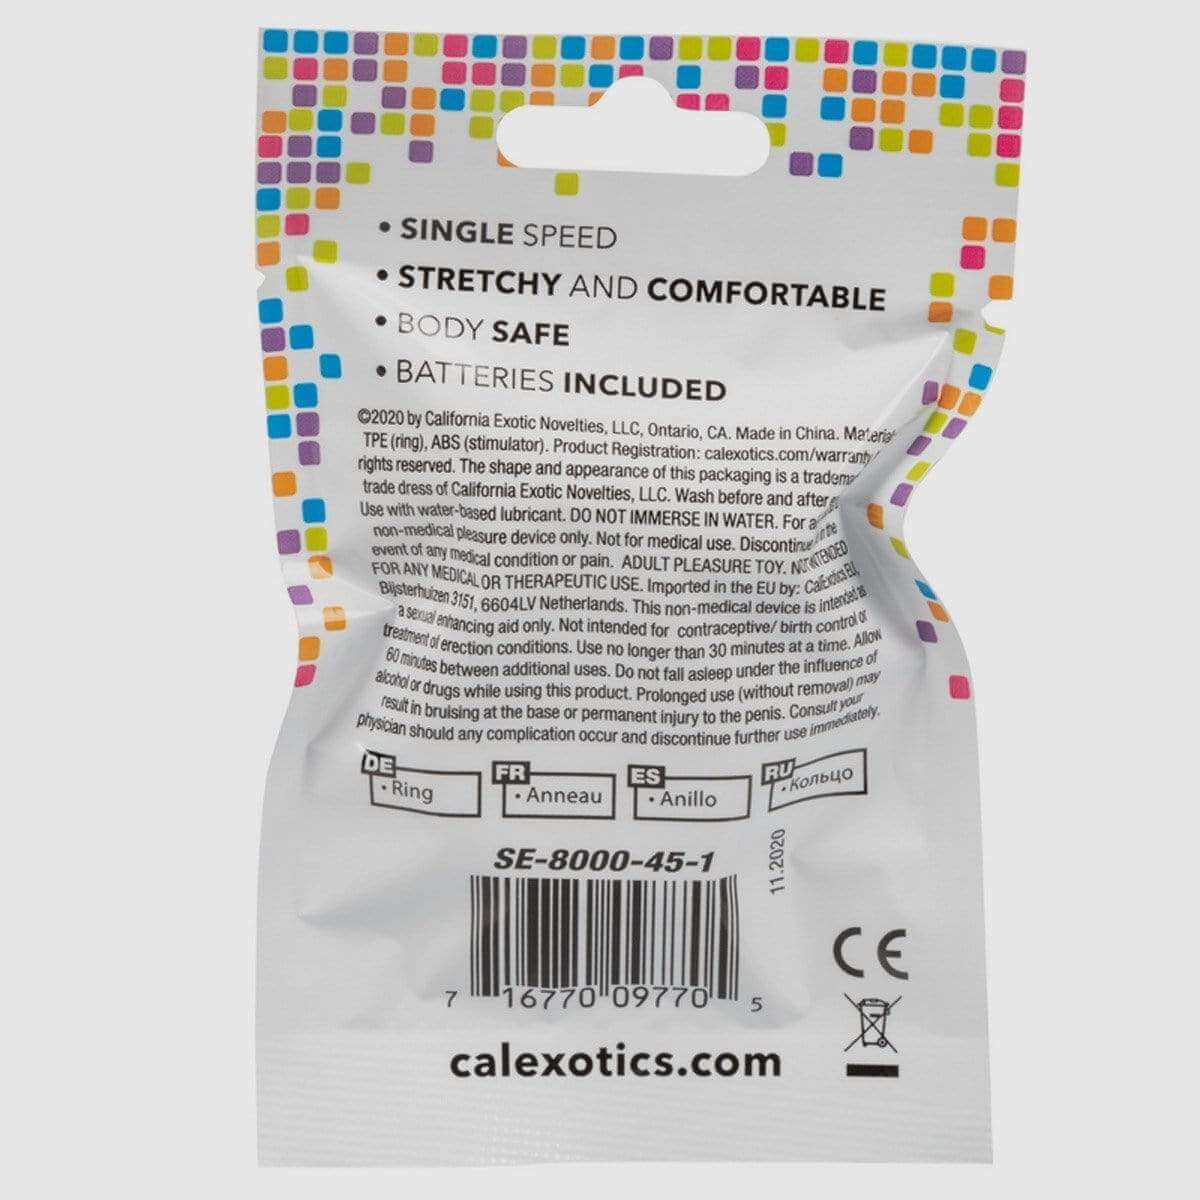 • SINGLE SPEED
• STRETCHY AND COMFORTABLE
• BODY SAFE
• BATTERIES INCLUDED
©2020 by California Exotic Novelties, LLC, Ontario, CA. Made in China.
TPE (ring), ABS (stimulator). Product Registration: calexotics.com/warranty
rights reserved. The shape and appearance of this packaging is a
trade dress of California Exotic Novelties, LLC. Wash before and after
Use with water-based lubricant. DO NOT IMMERSE IN WATER. For
non-medical pleasure device only. Not for medical use. Discontinue in the
event of any medical condition or pain. ADULT PLEASURE TOY. NOT INTENDED
FOR ANY MEDICAL OR THERAPEUTIC USE. Imported in the EU by: CalExotics EU,
Bijsterhuizen 3151, 6604LV Netherlands. This non-medical device is intended as
a sexual enhancing aid only. Not intended for contraceptive/ birth control or
treatment of erection conditions. Use no longer than 30 minutes at a time. Allow
60 minutes between additional uses. Do not fall asleep under the influence of
alcohol or drugs while using this product. Prolonged use (without removal) may
result in bruising at the base or permanent injury to the penis. Consult your
physician should any complication occur and discontinue further use immediately.
DE
• Ring
FR
• Anneau
ES
• Anillo
RU
• Кольцо
SE-8000-45-1
11.2020
7 16770 09770 5
CE
calexotics.com